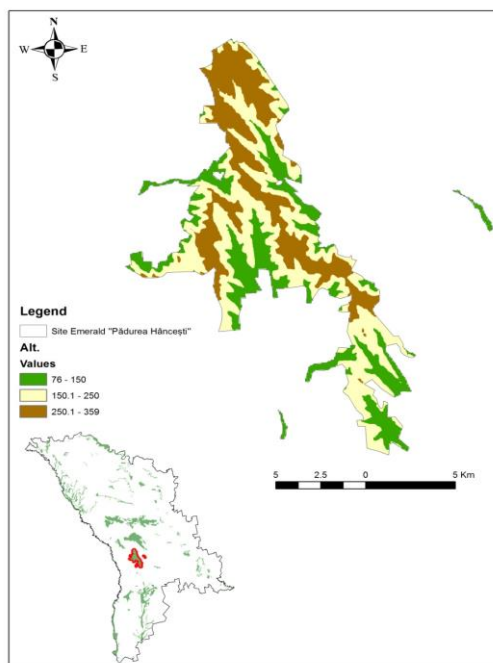 N
W E
S
Legend
Site Emerald "Pădurea Hâncești"
Alt.
Values
76 - 150
150.1 - 250
250.1 - 359
5 2.5 0 5 Km